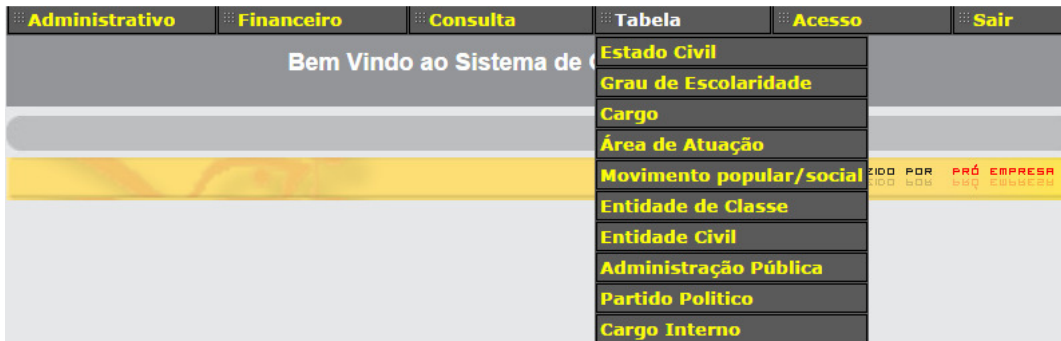 Administrativo Financeiro Consulta Tabela Acesso Sair
Bem Vindo ao Sistema de
Estado Civil
Grau de Escolaridade
Cargo
Área de Atuação
Movimento popular/social
Entidade de Classe
Entidade Civil
Administração Pública
Partido Politico
Cargo Interno
POR PRÓ EMPRESA